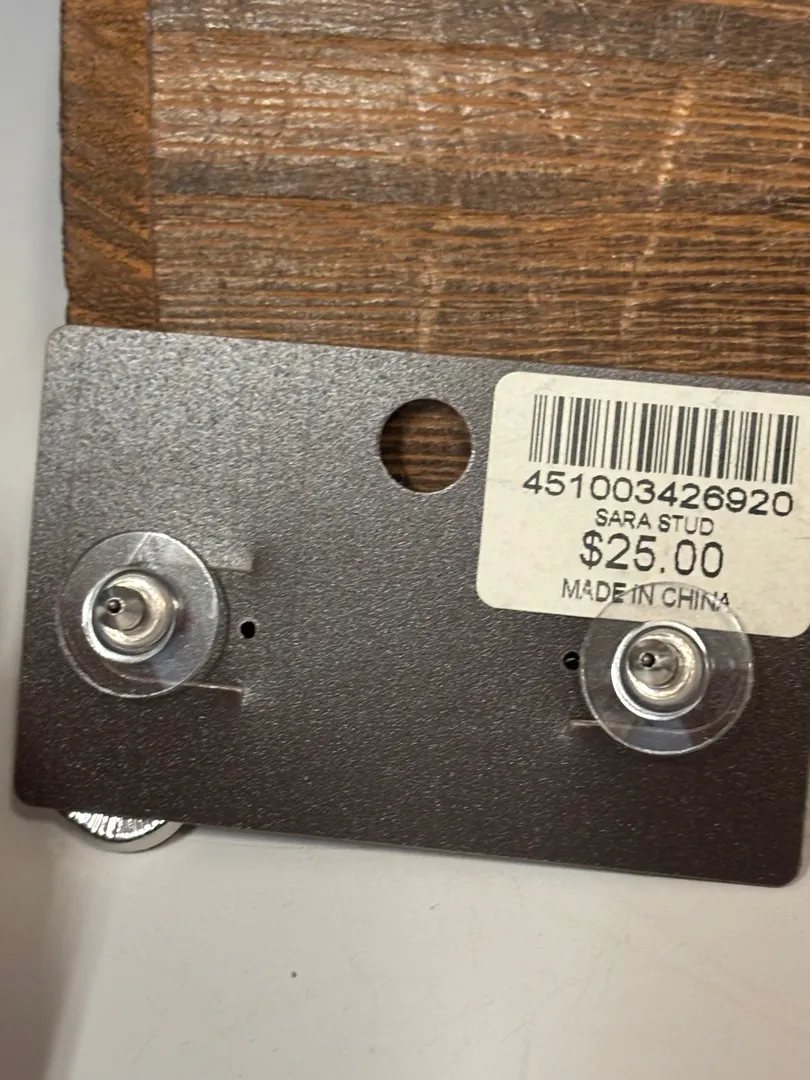 451003426920
SARA STUD
$25.00
MADE IN CHINA